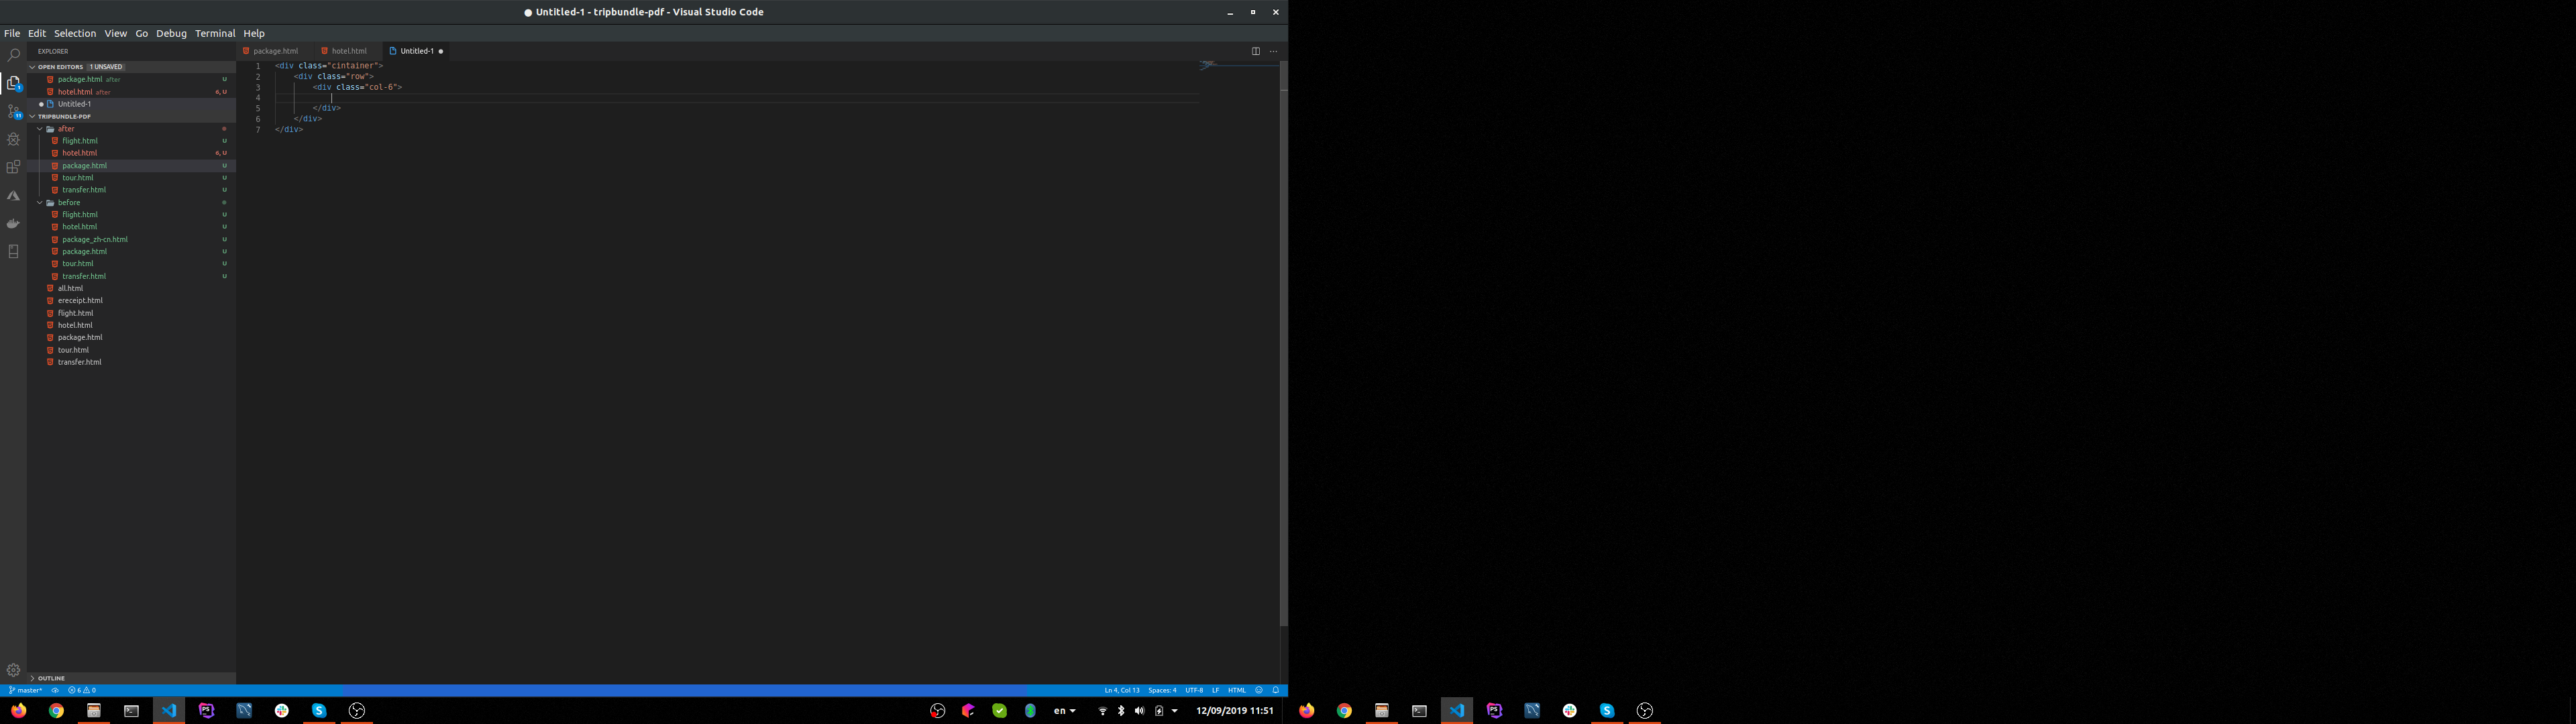 ● Untitled-1 - tripbundle-pdf - Visual Studio Code
File Edit Selection View Go Debug Terminal Help
EXPLORER
OPEN EDITORS 1 UNSAVED
package.html after U
hotel.html after 6, U
Untitled-1
TRIPBUNDLE-PDF
after
flight.html U
hotel.html 6, U
package.html U
tour.html U
transfer.html U
before
flight.html U
hotel.html U
package_zh-cn.html U
package.html U
tour.html U
transfer.html U
all.html
ereceipt.html
flight.html
hotel.html
package.html
tour.html
transfer.html
OUTLINE
package.html hotel.html Untitled-1
1 <div class="cintainer">
2 <div class="row">
3 <div class="col-6">
4
5 </div>
6 </div>
7 </div>
master* 6 0 Ln 4, Col 13 Spaces: 4 UTF-8 LF HTML
en 12/09/2019 11:51